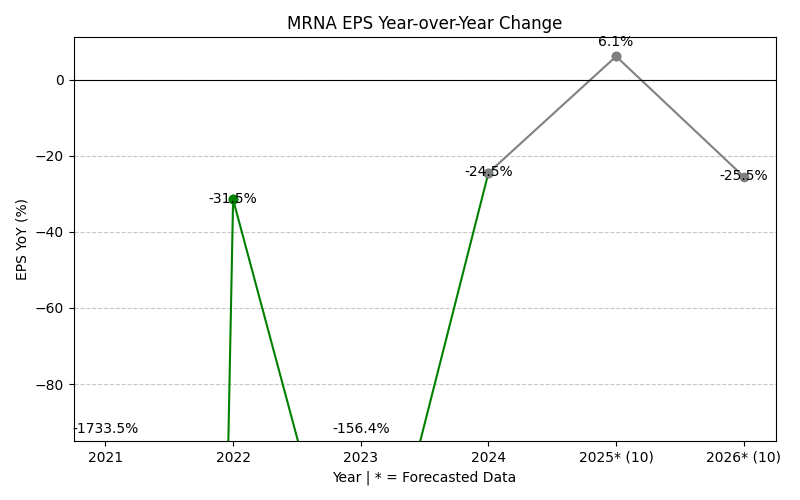 MRNA EPS Year-over-Year Change
6.1%
0
−20
-24.5%
-25.5%
-31.5%
−40
EPS YoY (%)
−60
−80
-1733.5%
-156.4%
2021 2022 2023 2024 2025* (10) 2026* (10)
Year | * = Forecasted Data